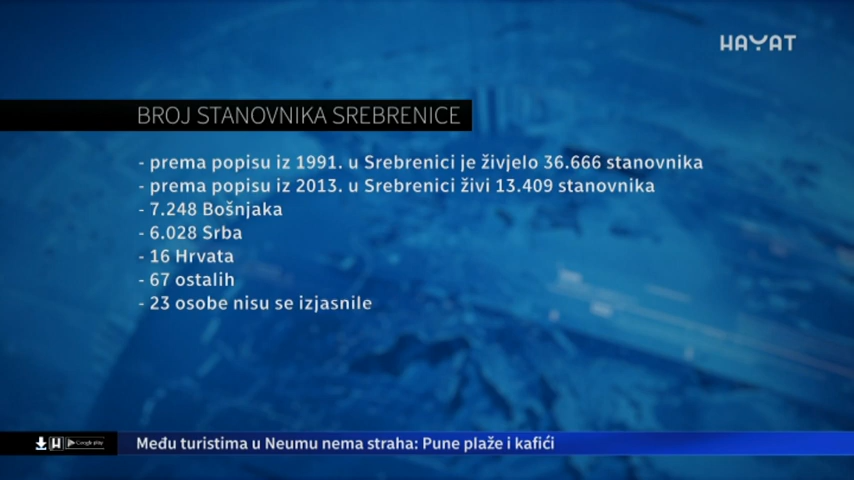 HAYAT
BROJ STANOVNIKA SREBRENICE
- prema popisu iz 1991. u Srebrenici je živjelo 36.666 stanovnika
- prema popisu iz 2013. u Srebrenici živi 13.409 stanovnika
- 7.248 Bošnjaka
- 6.028 Srba
- 16 Hrvata
- 67 ostalih
- 23 osobe nisu se izjasnile
Google play
Među turistima u Neumu nema straha: Pune plaže i kafići